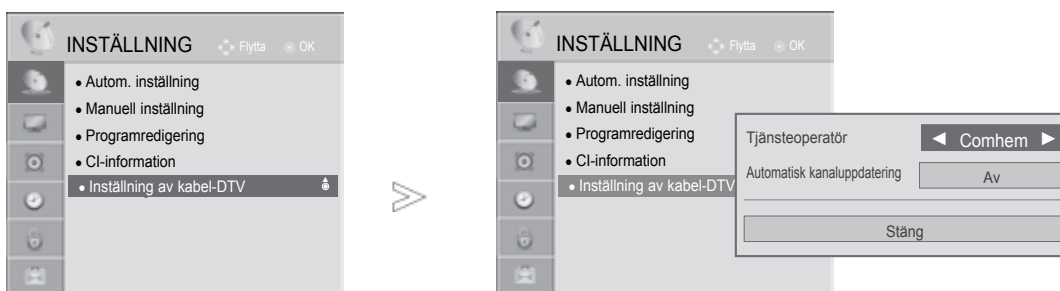 INSTÄLLNING Flytta OK
• Autom. inställning
• Manuell inställning
• Programredigering
• CI-information
• Inställning av kabel-DTV
INSTÄLLNING Flytta OK
• Autom. inställning
• Manuell inställning
• Programredigering
• CI-information
• Inställning av kabel-DTV
Tjänsteoperatör ◄ Comhem ►
Automatisk kanaluppdatering Av
Stäng